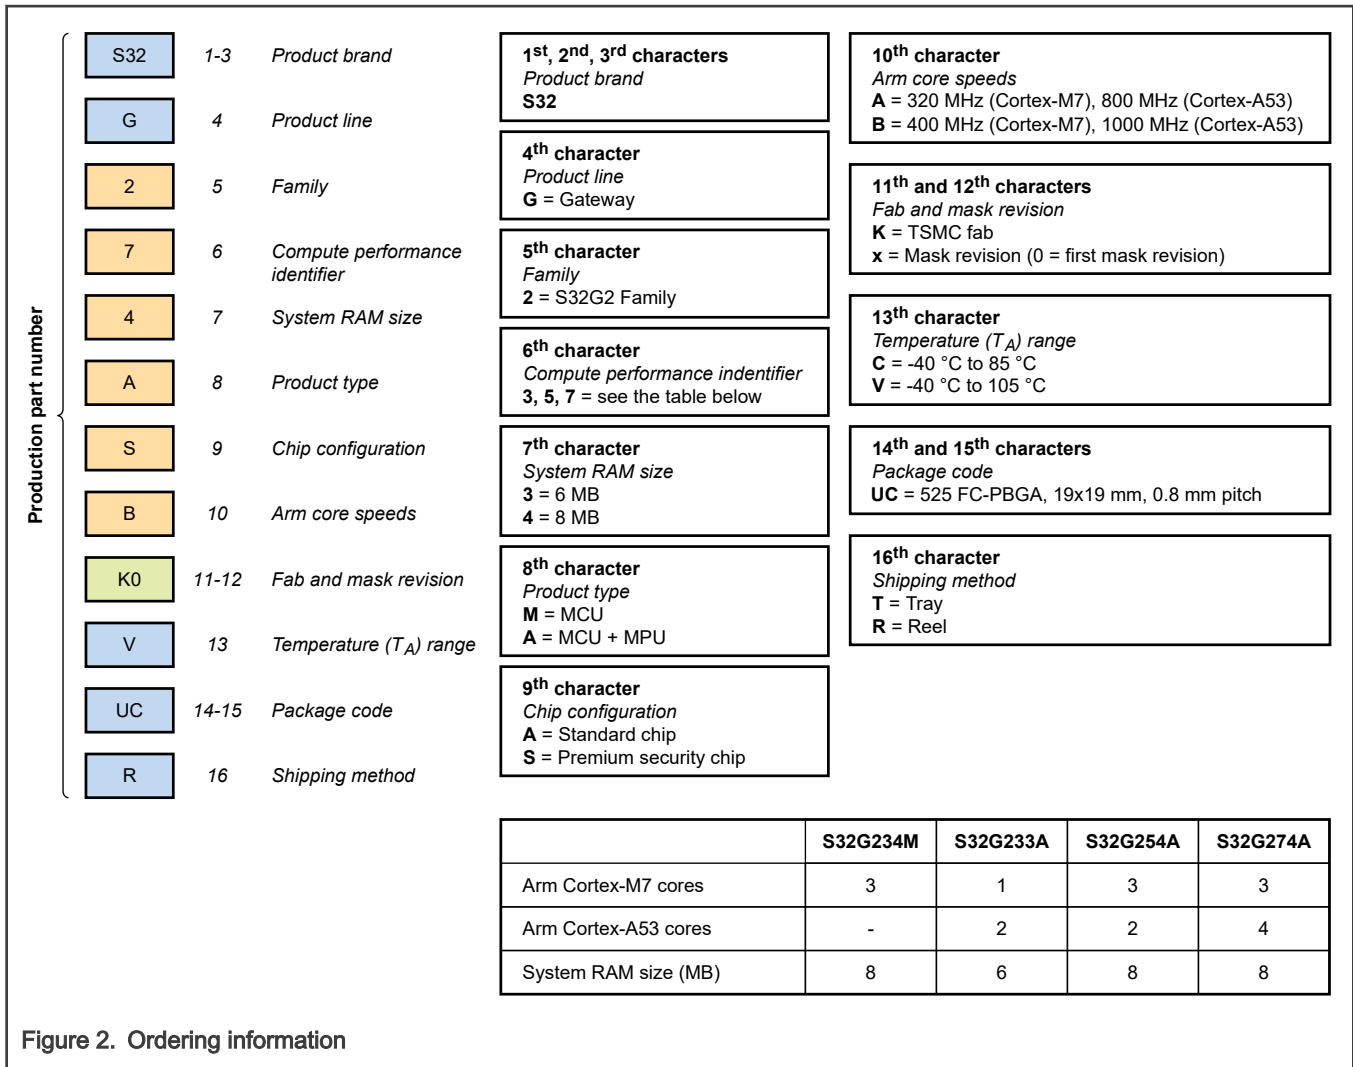 Production part number
S32 1-3 Product brand
G 4 Product line
2 5 Family
7 6 Compute performance
identifier
4 7 System RAM size
A 8 Product type
S 9 Chip configuration
B 10 Arm core speeds
K0 11-12 Fab and mask revision
V 13 Temperature (TA) range
UC 14-15 Package code
R 16 Shipping method
1st, 2nd, 3rd characters
Product brand
S32
4th character
Product line
G = Gateway
5th character
Family
2 = S32G2 Family
6th character
Compute performance indentifier
3, 5, 7 = see the table below
7th character
System RAM size
3 = 6 MB
4 = 8 MB
8th character
Product type
M = MCU
A = MCU + MPU
9th character
Chip configuration
A = Standard chip
S = Premium security chip
10th character
Arm core speeds
A = 320 MHz (Cortex-M7), 800 MHz (Cortex-A53)
B = 400 MHz (Cortex-M7), 1000 MHz (Cortex-A53)
11th and 12th characters
Fab and mask revision
K = TSMC fab
x = Mask revision (0 = first mask revision)
13th character
Temperature (TA) range
C = -40 °C to 85 °C
V = -40 °C to 105 °C
14th and 15th characters
Package code
UC = 525 FC-PBGA, 19x19 mm, 0.8 mm pitch
16th character
Shipping method
T = Tray
R = Reel
S32G234M S32G233A S32G254A S32G274A
Arm Cortex-M7 cores 3 1 3 3
Arm Cortex-A53 cores - 2 2 4
System RAM size (MB) 8 6 8 8
Figure 2. Ordering information